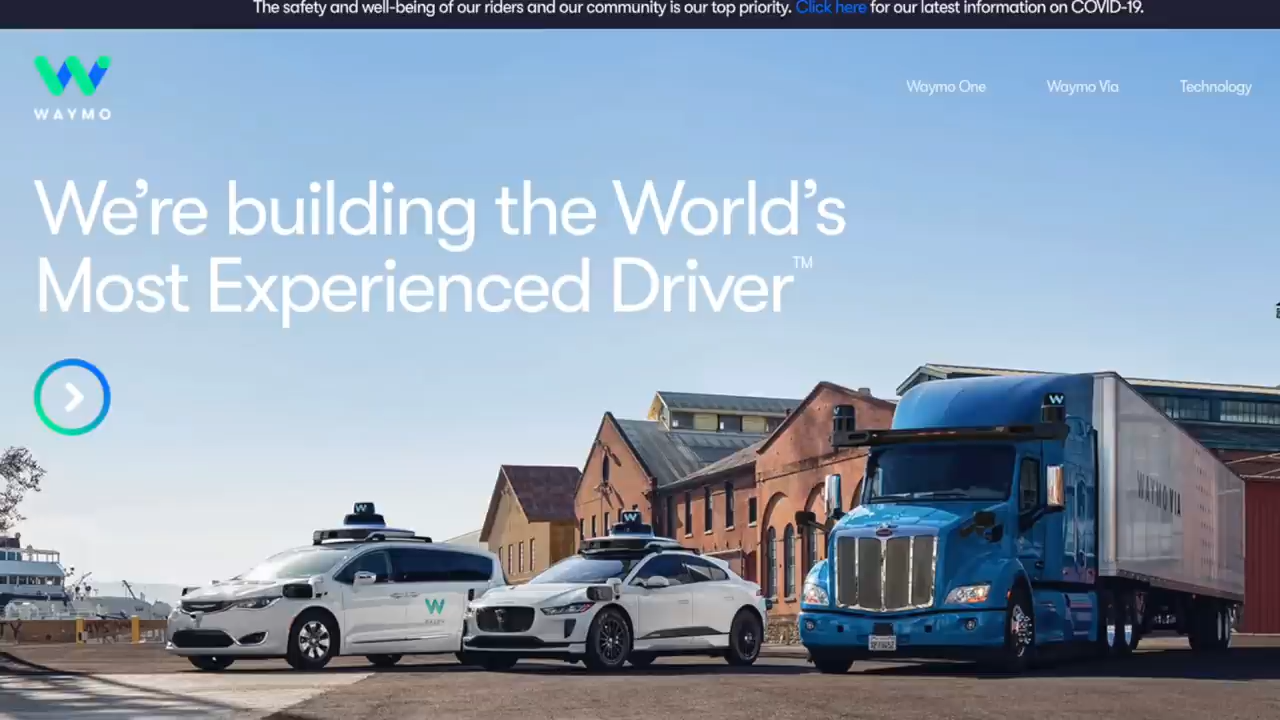 The safety and well-being of our riders and our community is our top priority. Click here for our latest information on COVID-19.
WAYMO
Waymo One
Waymo Via
Technology
We're building the World's
Most Experienced Driver™
W
W
W
WAYMO VIA